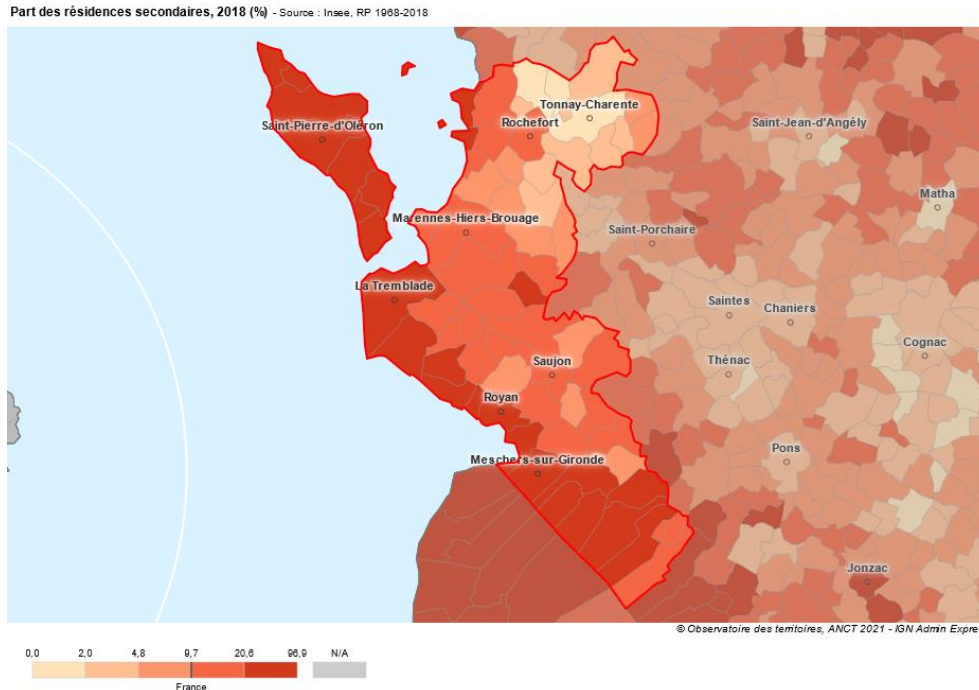 Part des résidences secondaires, 2018 (%) - Source : Insee, RP 1968-2018
Tonnay-Charente
Saint-Pierre-d'Oléron
Rochefort
Saint-Jean-d'Angély
Matha
Marennes-Hiers-Brouage
Saint-Porchaire
La Tremblade
Saintes
Chaniers
Cognac
Saujon
Thénac
Royan
Pons
Meschers-sur-Gironde
Jonzac
© Observatoire des territoires, ANCT 2021 - IGN Admin Expre
0,0 2,0 4,8 9,7 20,6 96,9 N/A
France